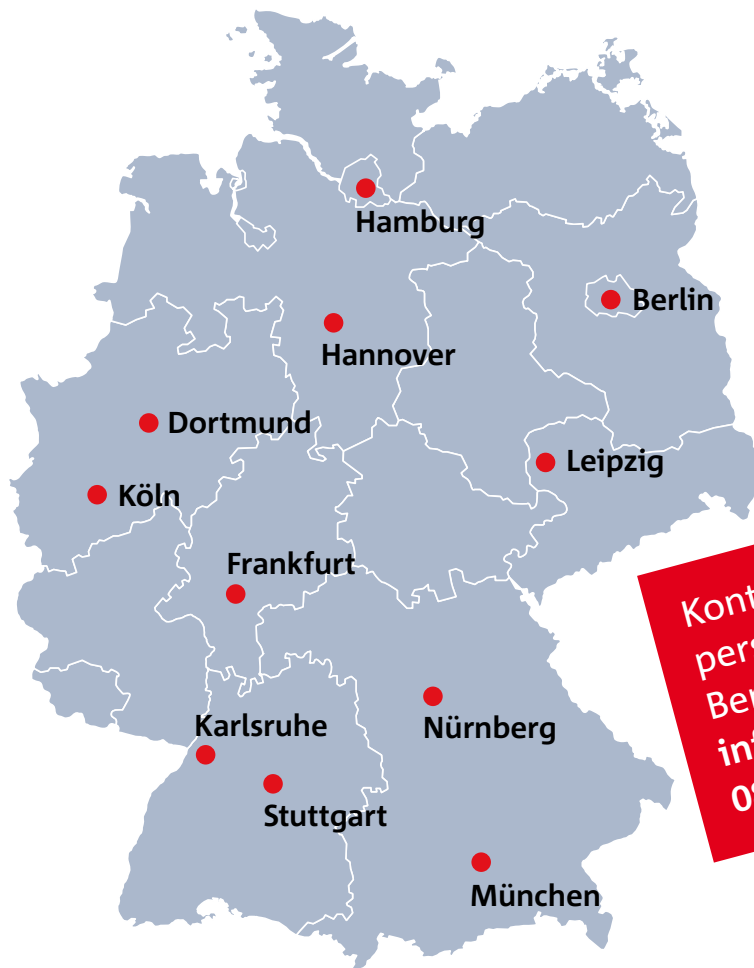 Hamburg
Berlin
Hannover
Dortmund
Leipzig
Köln
Frankfurt
Nürnberg
Karlsruhe
Stuttgart
München